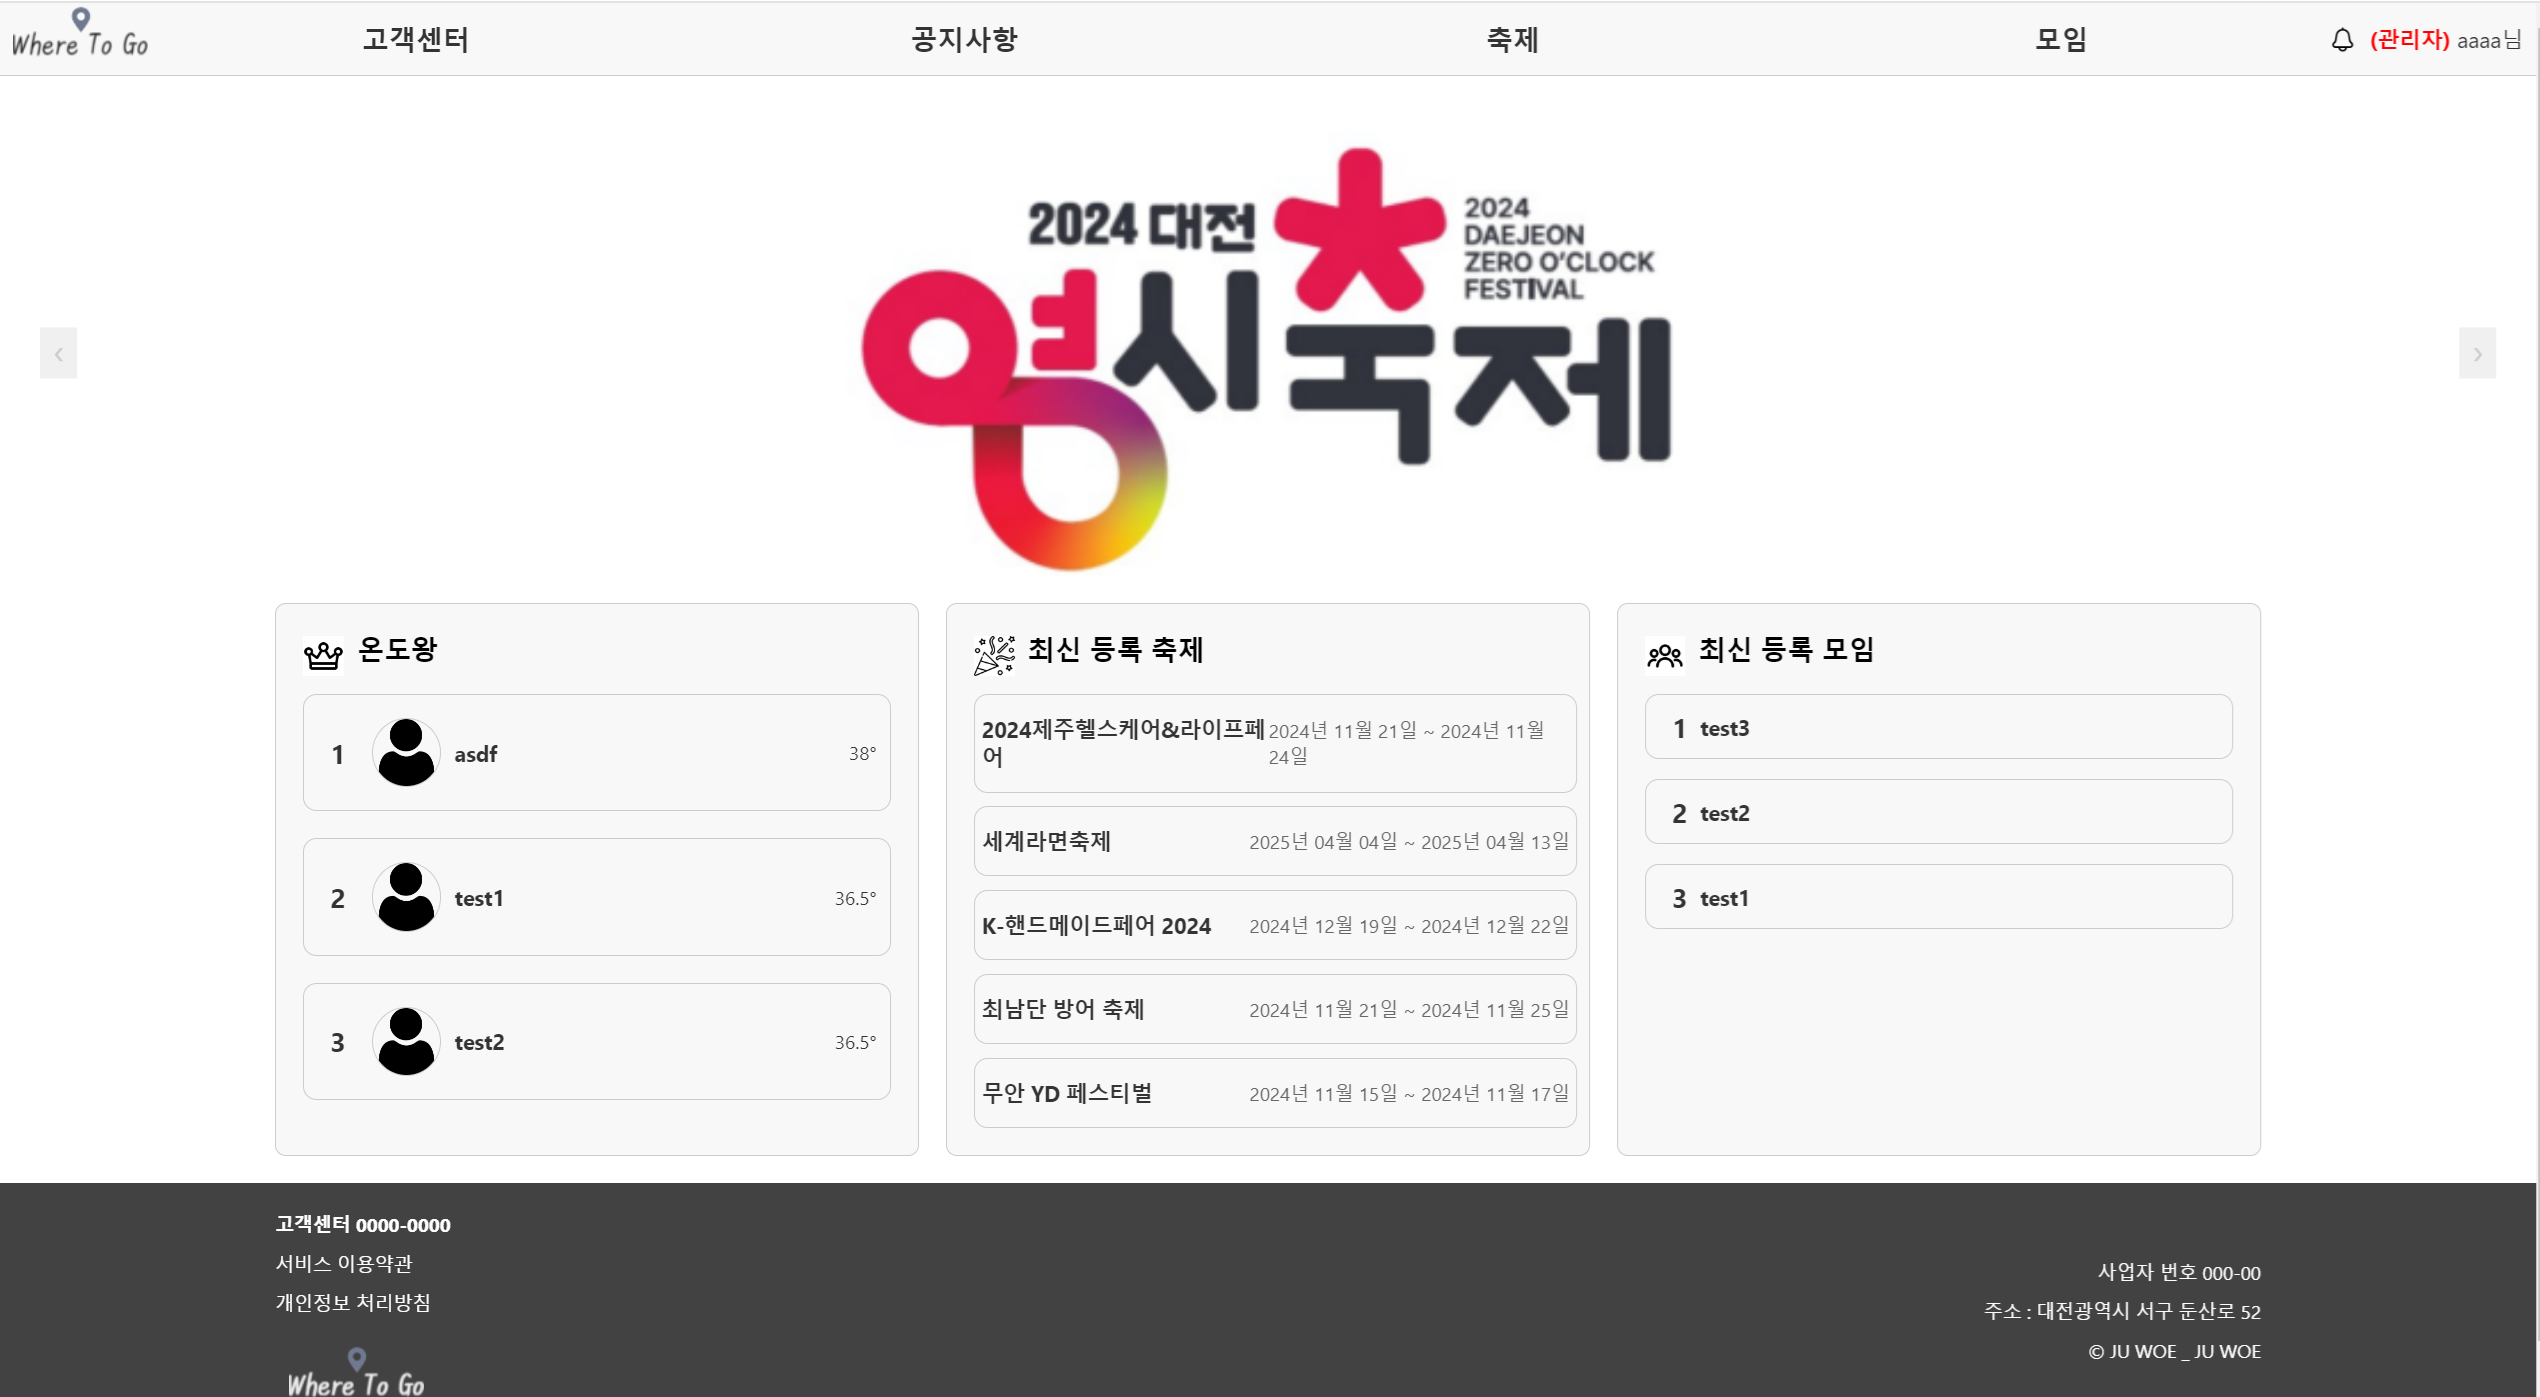 Where To Go
고객센터
공지사항
축제
모임
(관리자) aaaa님
2024 대전
영시축제
2024
DAEJEON
ZERO O'CLOCK
FESTIVAL
‹
›
온도왕
1 asdf 38°
2 test1 36.5°
3 test2 36.5°
최신 등록 축제
2024제주헬스케어&라이프페
어
2024년 11월 21일 ~ 2024년 11월
24일
세계라면축제 2025년 04월 04일 ~ 2025년 04월 13일
K-핸드메이드페어 2024 2024년 12월 19일 ~ 2024년 12월 22일
최남단 방어 축제 2024년 11월 21일 ~ 2024년 11월 25일
무안 YD 페스티벌 2024년 11월 15일 ~ 2024년 11월 17일
최신 등록 모임
1 test3
2 test2
3 test1
고객센터 0000-0000
서비스 이용약관
개인정보 처리방침
Where To Go
사업자 번호 000-00
주소 : 대전광역시 서구 둔산로 52
© JU WOE _ JU WOE